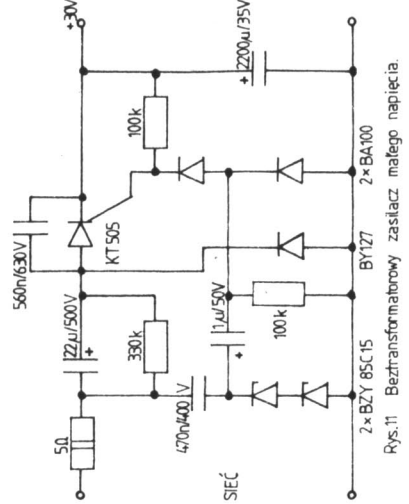 +30V
560n/630V
KT505
100k
2200µ/35V
+
5Ω
22µ/500V
+
330k
470n/400V
1µ/50V
+
100k
SIEĆ
2×BZY 85C15
BY127
2×BA100
Rys.11 Beztransformatorowy zasilacz małego napięcia.